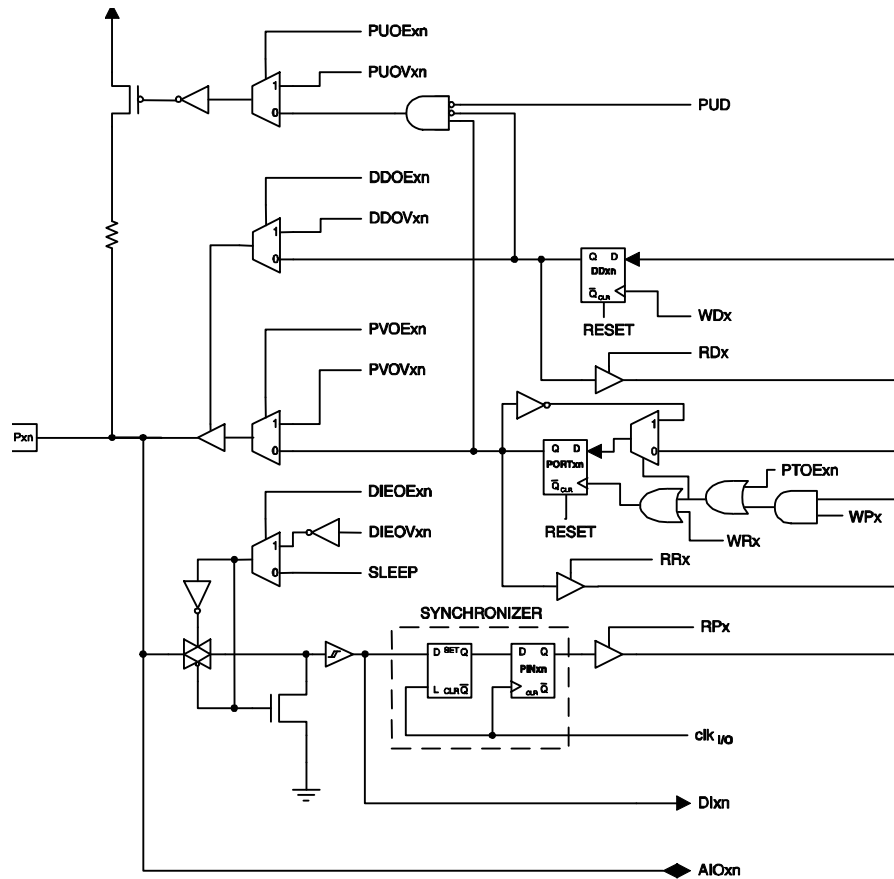 PUOExn
PUOVxn
1
0
PUD
DDOExn
DDOVxn
1
0
Q D
DDxn
Q CLR
WDx
RESET
PVOExn
RDx
PVOVxn
1
0
Pxn
1
0
Q D
PORTxn
Q CLR
PTOExn
DIEOExn
WPx
RESET
DIEOVxn
WRx
1
0
SLEEP
RRx
SYNCHRONIZER
RPx
D SET Q
L CLR Q
D Q
PINxn
CLR Q
clk I/O
DIxn
AIOxn